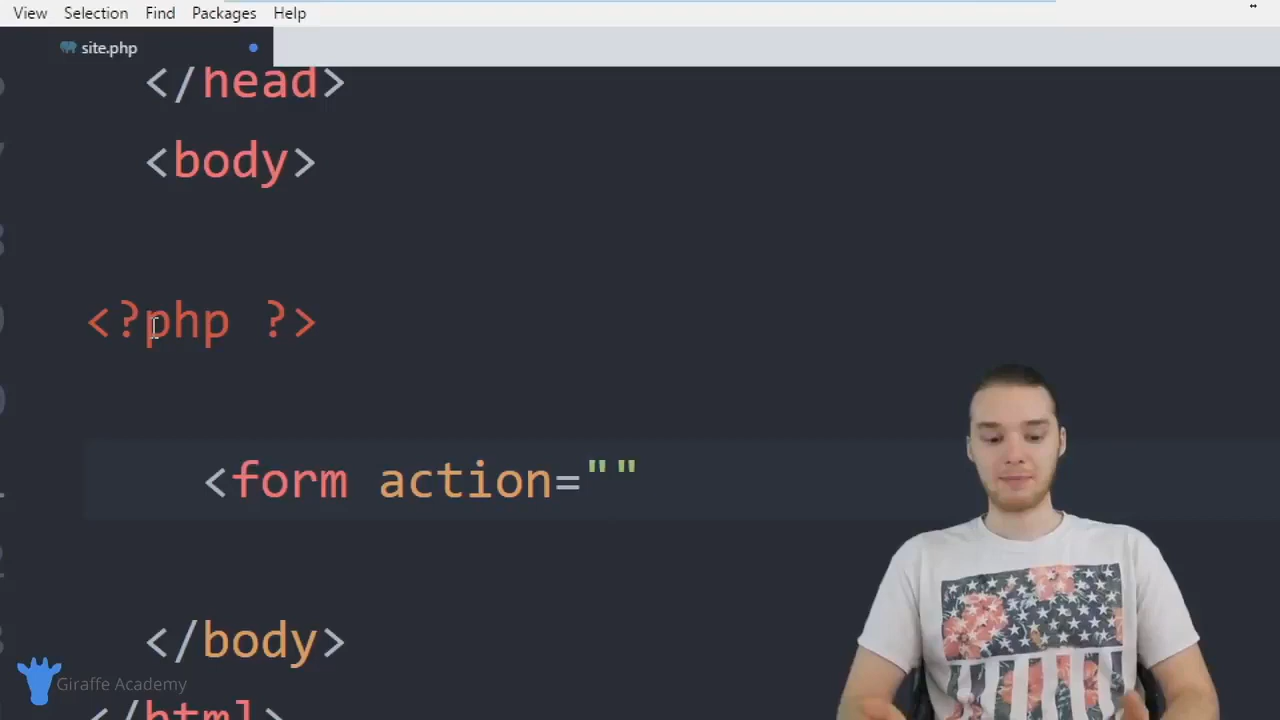 View Selection Find Packages Help
site.php
</head>
<body>
<?php ?>
<form action=""
</body>
</html>
Giraffe Academy